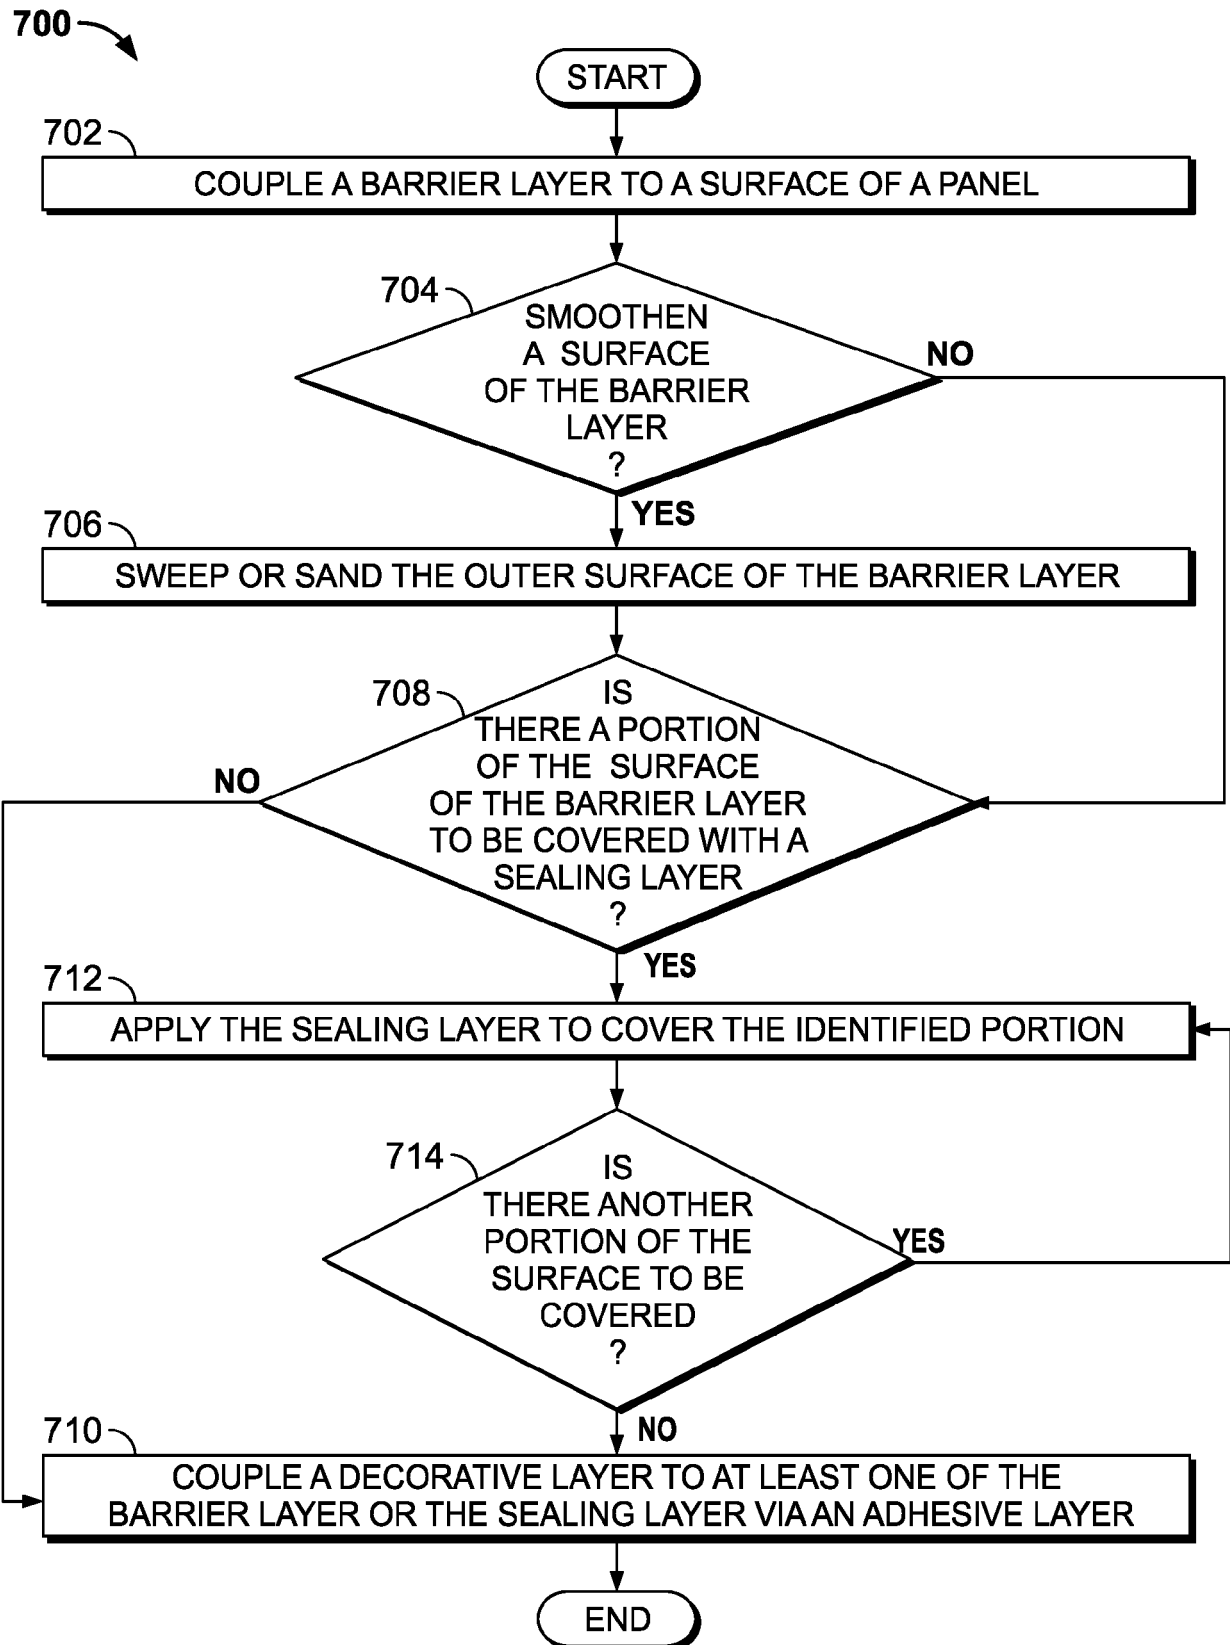 700
START
702
COUPLE A BARRIER LAYER TO A SURFACE OF A PANEL
704
SMOOTHEN
A SURFACE
OF THE BARRIER
LAYER
?
NO
YES
706
SWEEP OR SAND THE OUTER SURFACE OF THE BARRIER LAYER
708
IS
THERE A PORTION
OF THE SURFACE
OF THE BARRIER LAYER
TO BE COVERED WITH A
SEALING LAYER
?
NO
YES
712
APPLY THE SEALING LAYER TO COVER THE IDENTIFIED PORTION
714
IS
THERE ANOTHER
PORTION OF THE
SURFACE TO BE
COVERED
?
YES
NO
710
COUPLE A DECORATIVE LAYER TO AT LEAST ONE OF THE
BARRIER LAYER OR THE SEALING LAYER VIA AN ADHESIVE LAYER
END